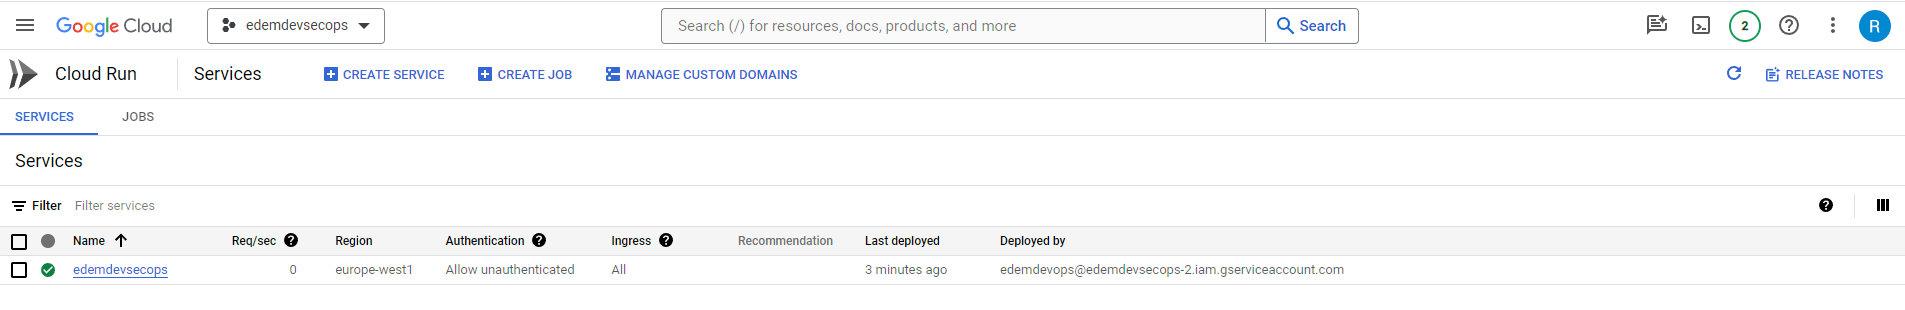 Google Cloud edemdevsecops Search (/) for resources, docs, products, and more Search 2 R
Cloud Run Services CREATE SERVICE CREATE JOB MANAGE CUSTOM DOMAINS RELEASE NOTES
SERVICES JOBS
Services
Filter Filter services
Name Req/sec Region Authentication Ingress Recommendation Last deployed Deployed by
edemdevsecops 0 europe-west1 Allow unauthenticated All 3 minutes ago edemdevops@edemdevsecops-2.iam.gserviceaccount.com